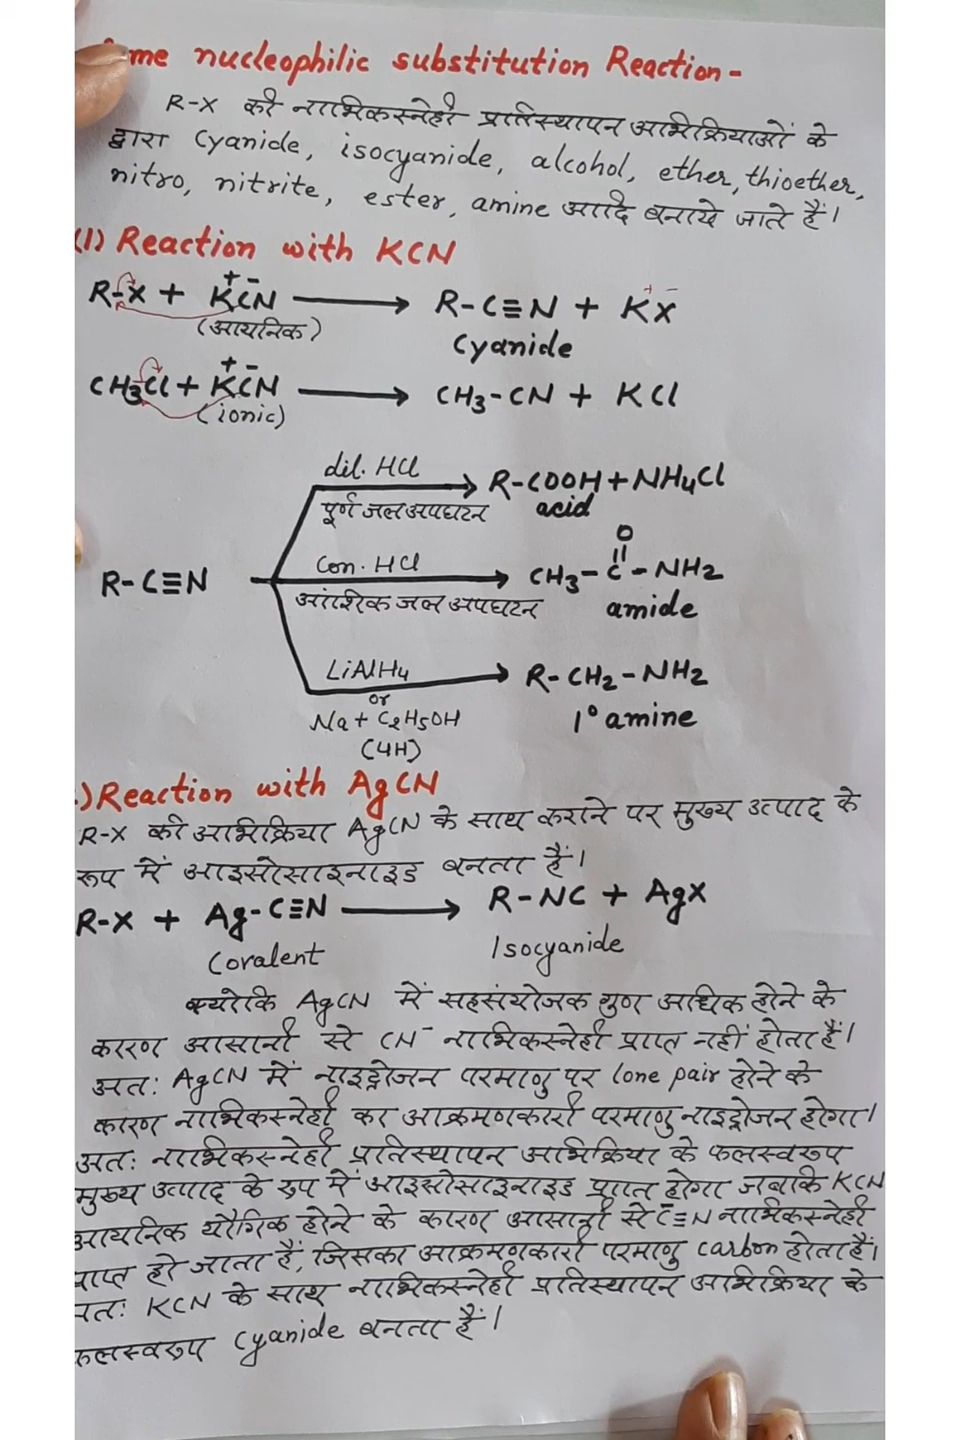 me nucleophilic substitution Reaction-
R-X की नाभिकस्नेही प्रतिस्थापन अभिक्रियाओं के
द्वारा cyanide, isocyanide, alcohol, ether, thioether,
nitro, nitrite, ester, amine आदि बनाये जाते हैं।
(1) Reaction with KCN
R-X + K⁺CN⁻ ⟶ R-C≡N + K⁺X⁻
(आयनिक) Cyanide
CH₃Cl + K⁺CN⁻ ⟶ CH₃-CN + KCl
(ionic)
dil. HCl R-COOH + NH₄Cl
पूर्ण जल अपघटन acid
O
R-C≡N Con. HCl CH₃-C-NH₂
आंशिक जल अपघटन amide
LiAlH₄ R-CH₂-NH₂
or
Na + C₂H₅OH 1° amine
(4H)
)Reaction with AgCN
R-X की अभिक्रिया AgCN के साथ कराने पर मुख्य उत्पाद के
रूप में आइसोसाइनाइड बनता हैं।
R-X + Ag-C≡N ⟶ R-NC + AgX
Coralent Isocyanide
क्योकि AgCN में सहसंयोजक गुण अधिक होने के
कारण आसानी से CN⁻ नाभिकस्नेही प्राप्त नहीं होता हैं।
अतः AgCN में नाइट्रोजन परमाणु पर lone pair होने के
कारण नाभिकस्नेही का आक्रमणकारी परमाणु नाइट्रोजन होगा।
अतः नाभिकस्नेही प्रतिस्थापन अभिक्रिया के फलस्वरूप
मुख्य उत्पाद के रूप में आइसोसाइनाइड प्राप्त होगा जबकि KCN
आयनिक यौगिक होने के कारण आसानी से C̄≡N नाभिकस्नेही
प्राप्त हो जाता हैं, जिसका आक्रमणकारी परमाणु carbon होता हैं।
अतः KCN के साथ नाभिकस्नेही प्रतिस्थापन अभिक्रिया के
फलस्वरूप cyanide बनता हैं।